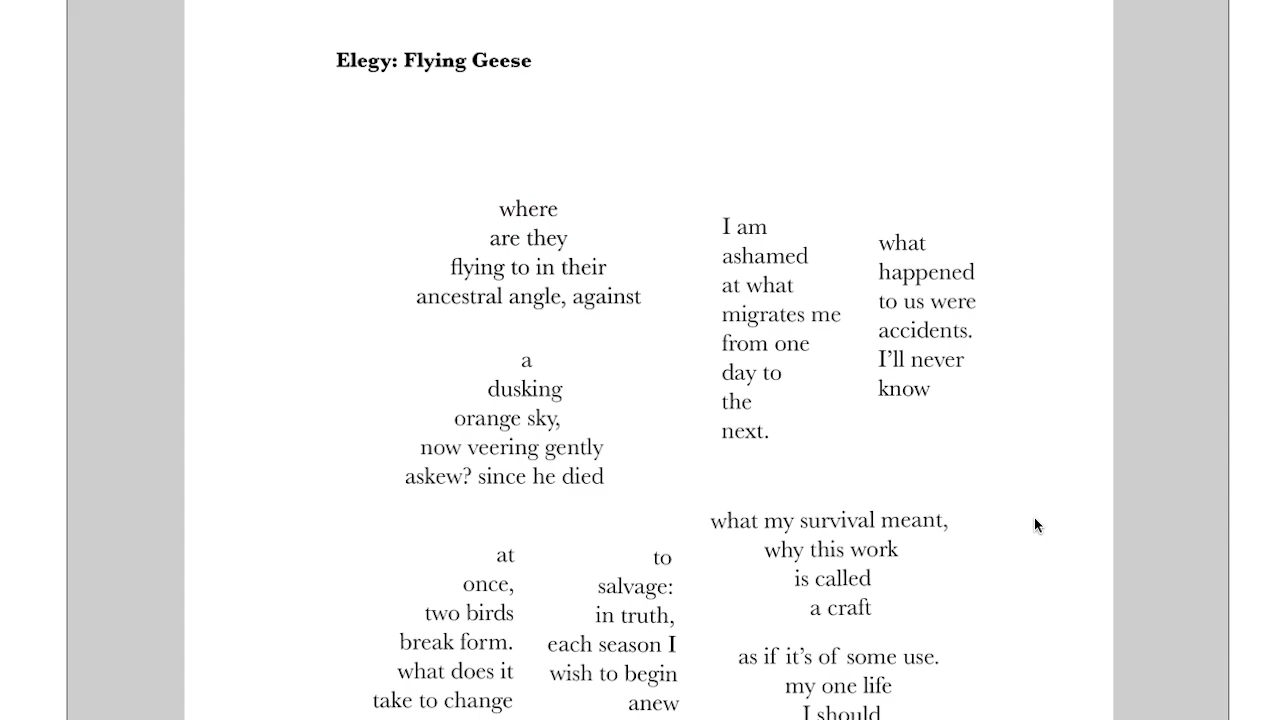 Elegy: Flying Geese
where
are they
flying to in their
ancestral angle, against
a
dusking
orange sky,
now veering gently
askew? since he died
I am
ashamed
at what
migrates me
from one
day to
the
next.
what
happened
to us were
accidents.
I'll never
know
what my survival meant,
why this work
is called
a craft
as if it's of some use.
my one life
I should
at
once,
two birds
break form.
what does it
take to change
to
salvage:
in truth,
each season I
wish to begin
anew